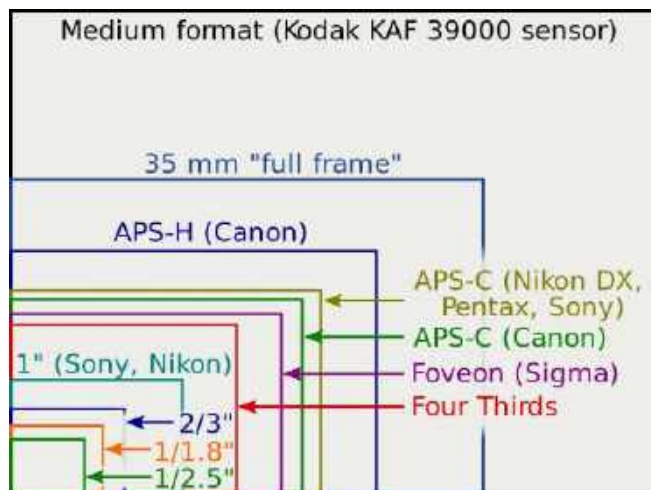 Medium format (Kodak KAF 39000 sensor)
35 mm "full frame"
APS-H (Canon)
APS-C (Nikon DX,
Pentax, Sony)
APS-C (Canon)
1" (Sony, Nikon)
Foveon (Sigma)
Four Thirds
2/3"
1/1.8"
1/2.5"